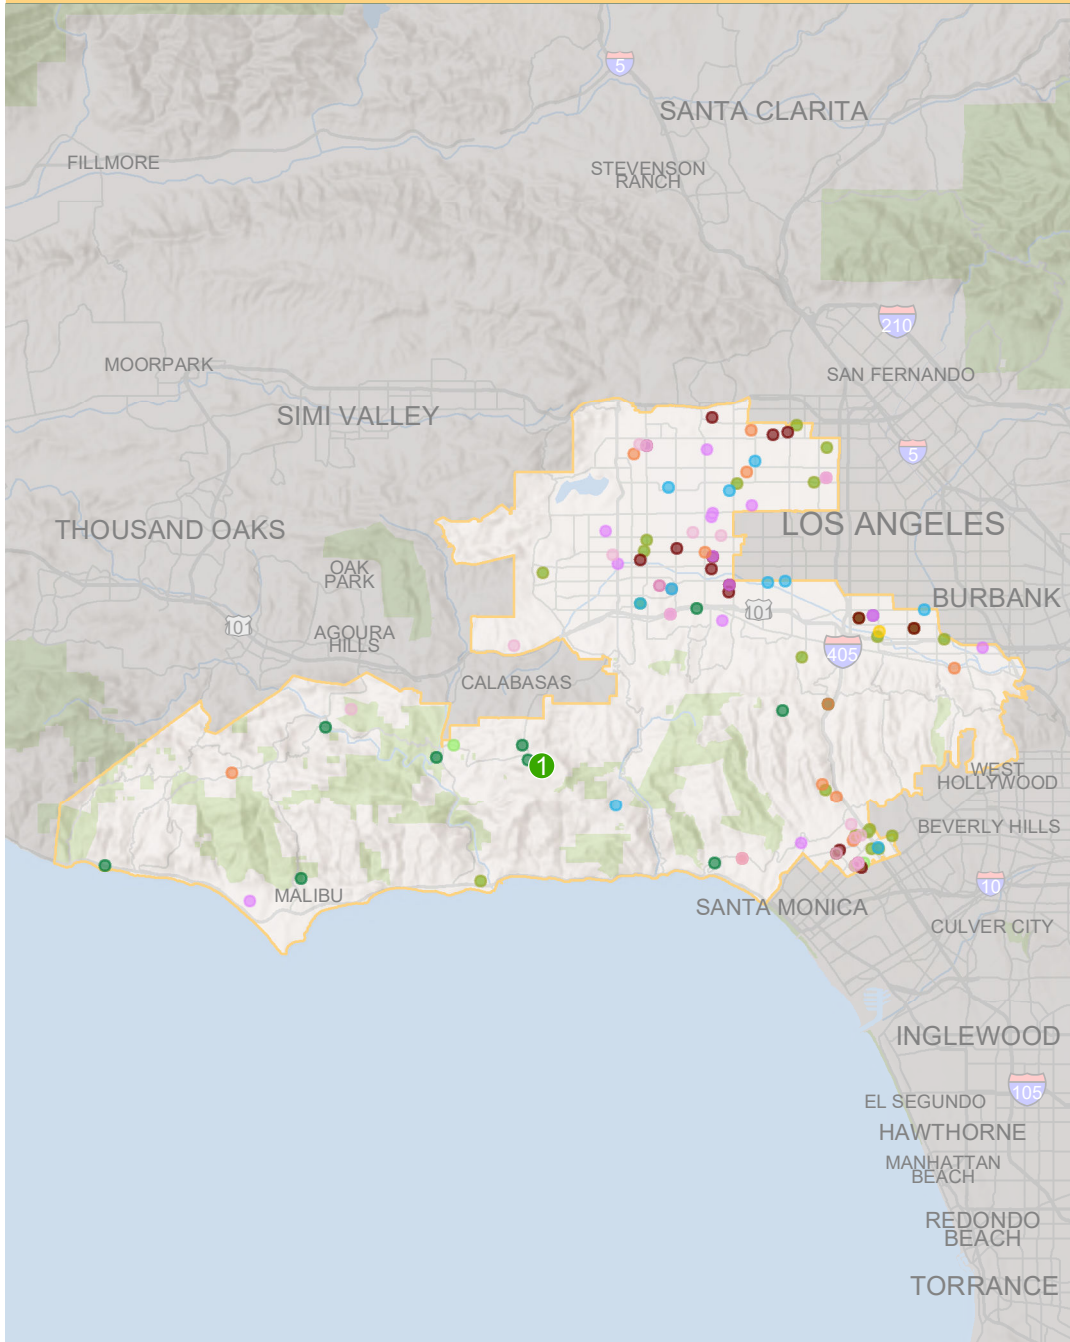 5
SANTA CLARITA
FILLMORE
STEVENSON
RANCH
210
MOORPARK
SAN FERNANDO
SIMI VALLEY
5
THOUSAND OAKS
LOS ANGELES
OAK
PARK
BURBANK
101
101
AGOURA
HILLS
405
CALABASAS
1
WEST
HOLLYWOOD
BEVERLY HILLS
MALIBU
10
SANTA MONICA
CULVER CITY
INGLEWOOD
105
EL SEGUNDO
HAWTHORNE
MANHATTAN
BEACH
REDONDO
BEACH
TORRANCE